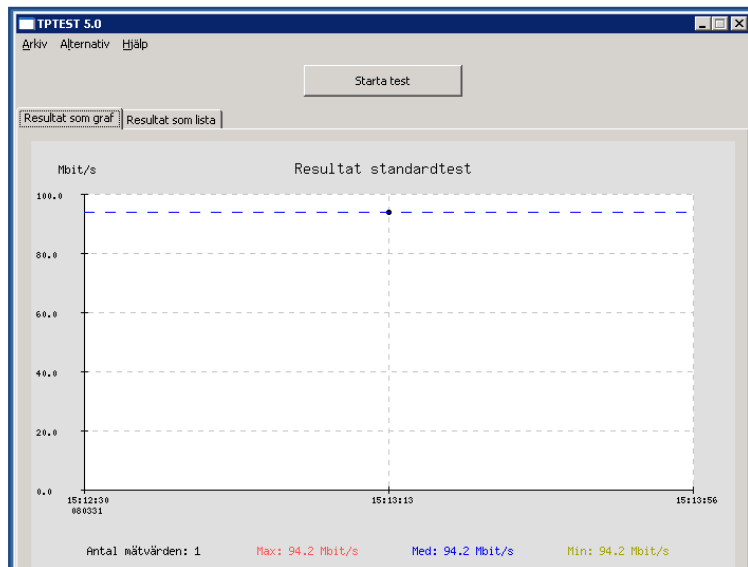 TPTEST 5.0
Arkiv Alternativ Hjälp
Starta test
Resultat som graf Resultat som lista
Mbit/s Resultat standardtest
100.0
80.0
60.0
40.0
20.0
0.0
15:12:30 15:13:13 15:13:56
080331
Antal mätvärden: 1 Max: 94.2 Mbit/s Med: 94.2 Mbit/s Min: 94.2 Mbit/s